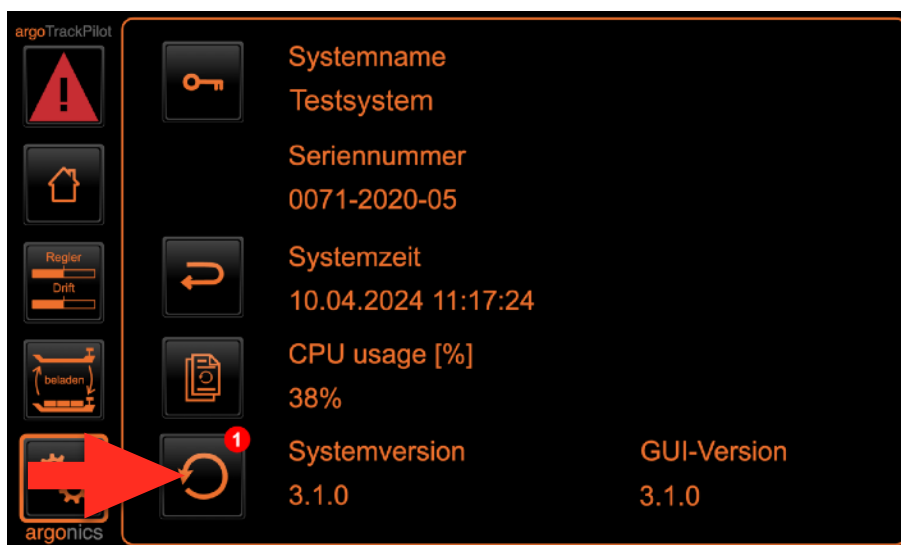 argoTrackPilot
Systemname
Testsystem
Seriennummer
0071-2020-05
Regler
Drift
Systemzeit
10.04.2024 11:17:24
beladen
CPU usage [%]
38%
1
Systemversion
3.1.0
GUI-Version
3.1.0
argonics